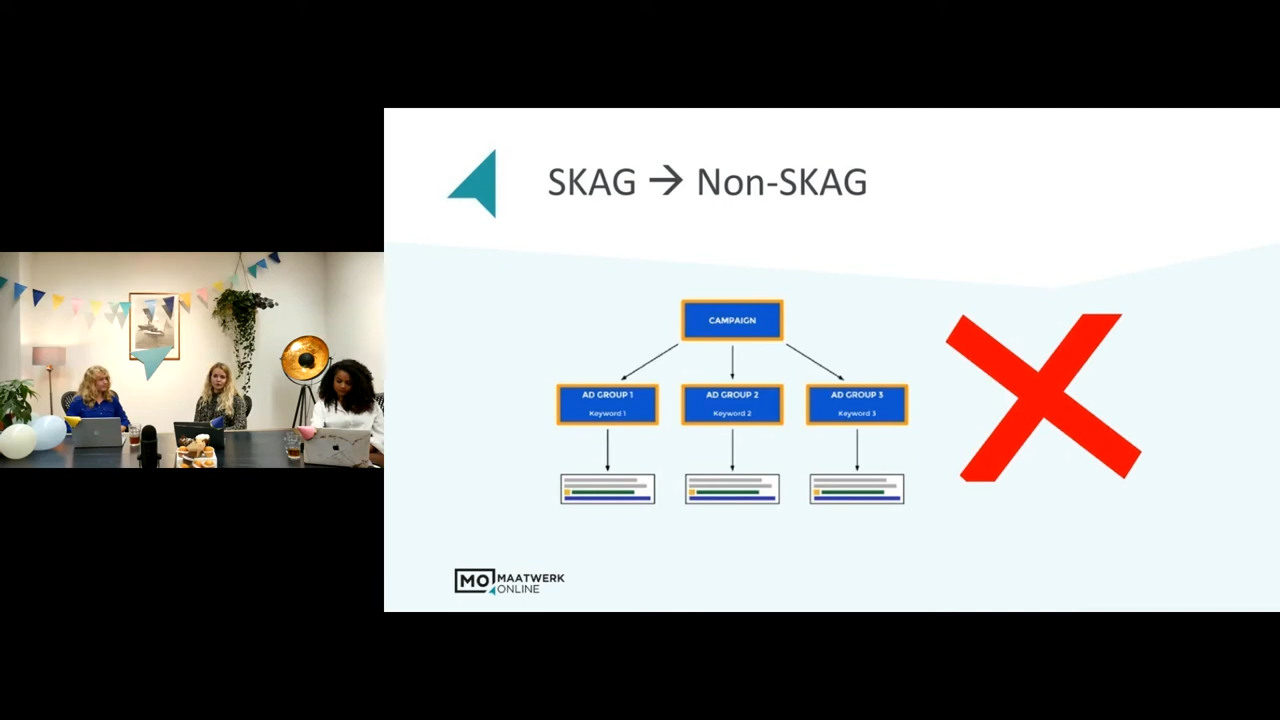 SKAG → Non-SKAG
CAMPAIGN
AD GROUP 1
Keyword 1
AD GROUP 2
Keyword 2
AD GROUP 3
Keyword 3
MO MAATWERK
ONLINE